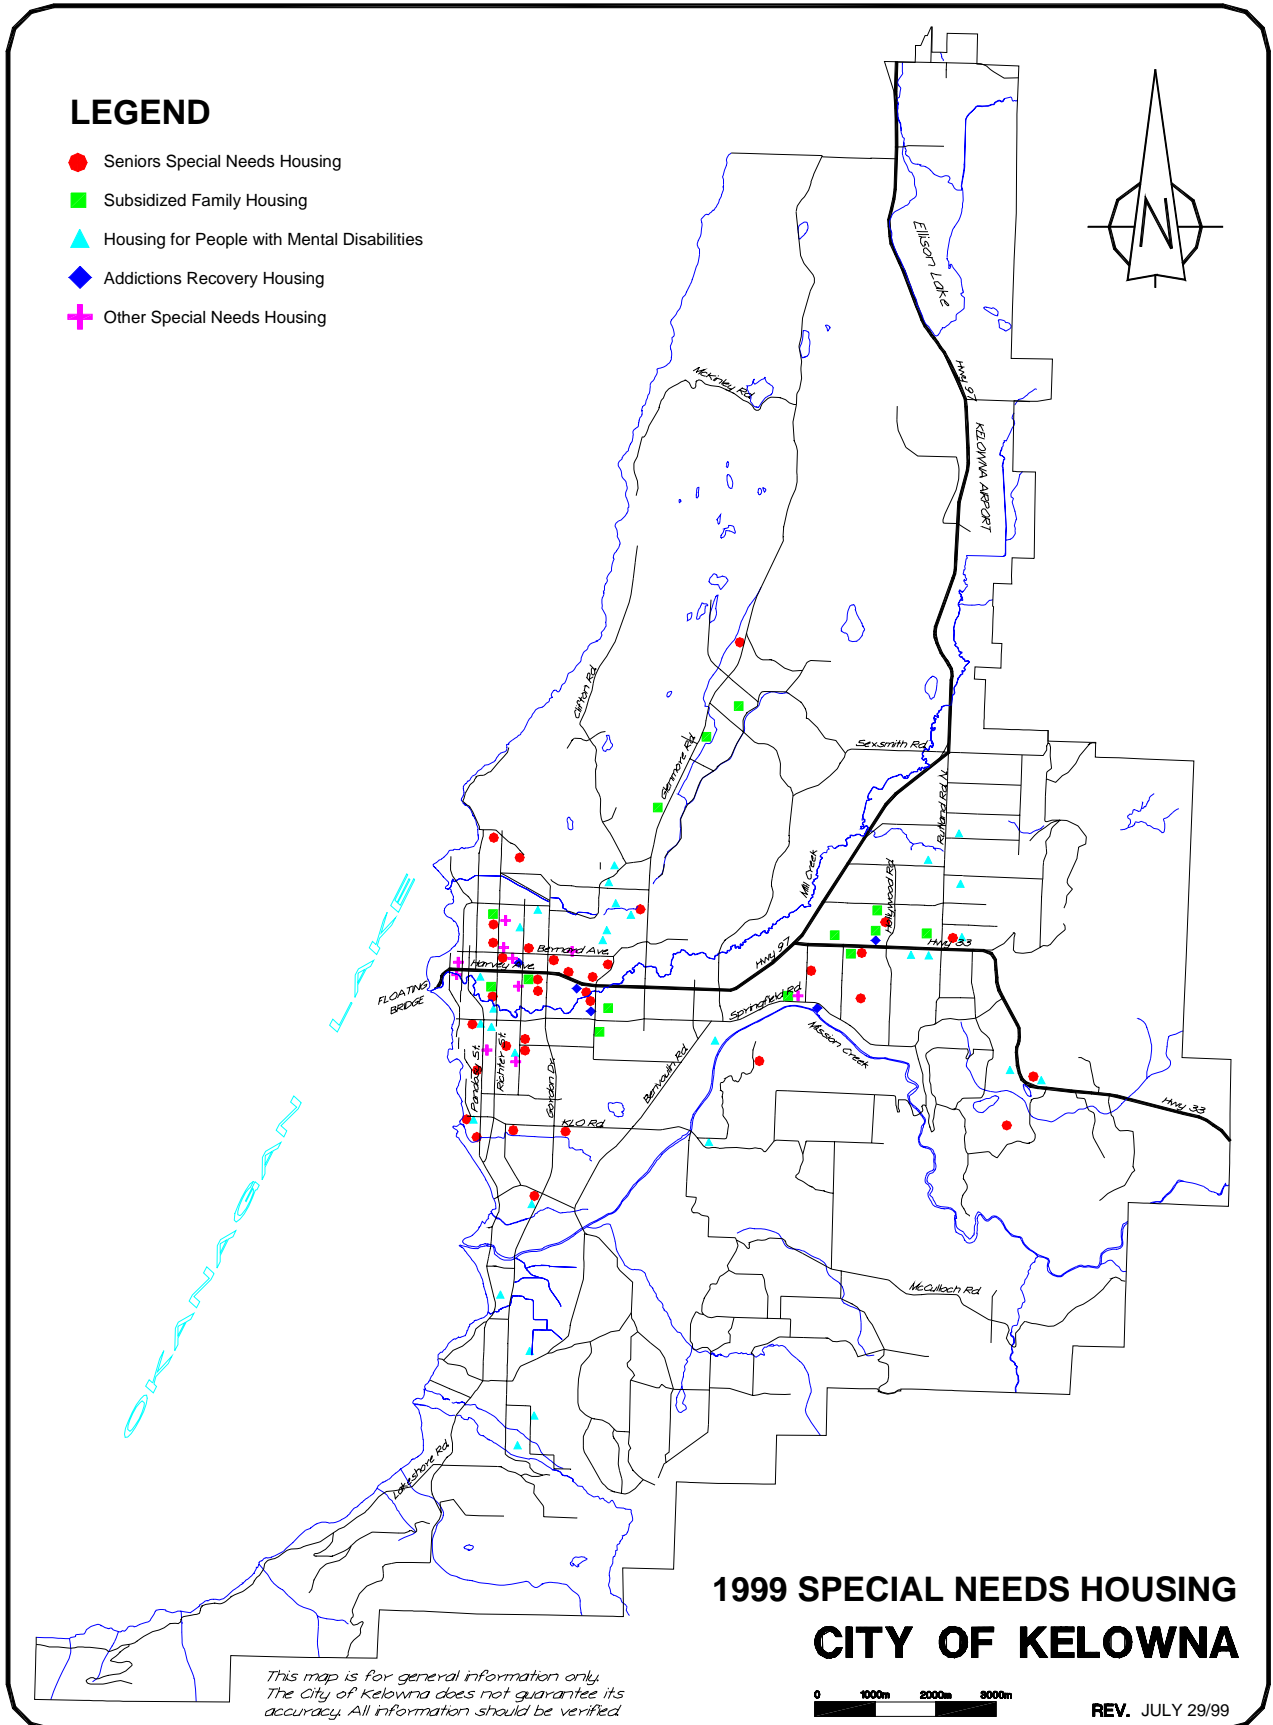 LEGEND
Seniors Special Needs Housing
Subsidized Family Housing
Housing for People with Mental Disabilities
Addictions Recovery Housing
Other Special Needs Housing
N
Ellison Lake
McKinley Rd.
Hwy 97
KELOWNA AIRPORT
Clifton Rd
Glenmore Rd
Sexsmith Rd
Rutland Rd N
Mill Creek
Hollywood Rd
Bernard Ave.
Hwy 33
Harvey Ave.
Hwy 97
FLOATING
BRIDGE
Springfield Rd
Mission Creek
Pandosy St.
Richter St.
Gordon Dr.
Benvoulin Rd
KLO Rd
Hwy 33
OKANAGAN LAKE
McCulloch Rd
Lakeshore Rd
1999 SPECIAL NEEDS HOUSING
CITY OF KELOWNA
This map is for general information only.
The City of Kelowna does not guarantee its
accuracy. All information should be verified
0 1000m 2000m 3000m
REV. JULY 29/99